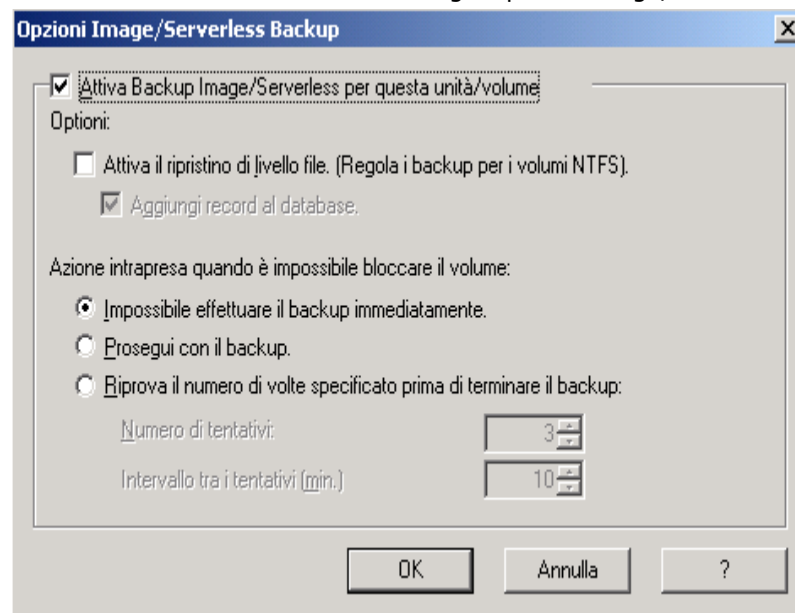 Opzioni Image/Serverless Backup
Attiva Backup Image/Serverless per questa unità/volume
Optioni:
Attiva il ripristino di livello file. (Regola i backup per i volumi NTFS).
Aggiungi record al database.
Azione intrapresa quando è impossibile bloccare il volume:
Impossibile effettuare il backup immediatamente.
Prosegui con il backup.
Riprova il numero di volte specificato prima di terminare il backup:
Numero di tentativi: 3
Intervallo tra i tentativi (min.) 10
OK Annulla ?